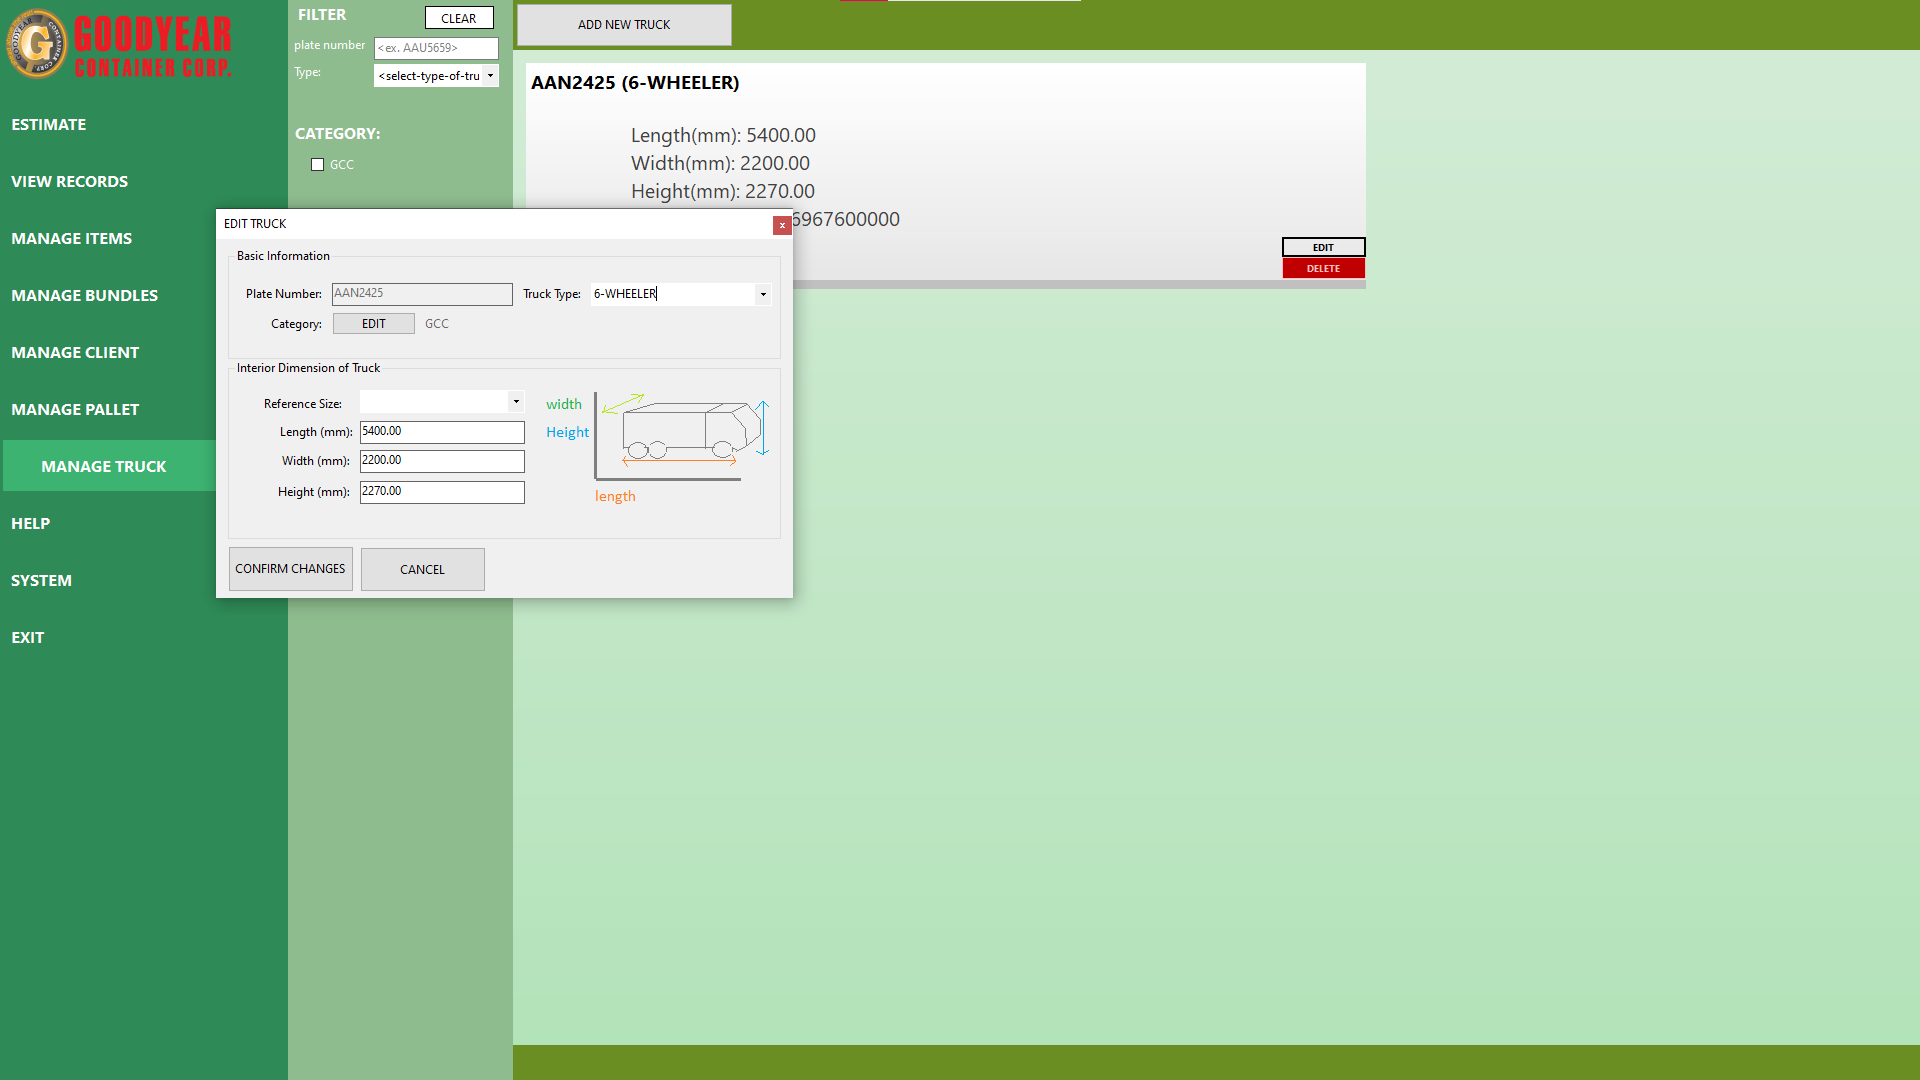 GOODYEAR
CONTAINER CORP.
ESTIMATE
VIEW RECORDS
MANAGE ITEMS
MANAGE BUNDLES
MANAGE CLIENT
MANAGE PALLET
MANAGE TRUCK
HELP
SYSTEM
EXIT
FILTER
CLEAR
plate number
<ex. AAU5659>
Type:
<select-type-of-tru
CATEGORY:
GCC
ADD NEW TRUCK
AAN2425 (6-WHEELER)
Length(mm): 5400.00
Width(mm): 2200.00
Height(mm): 2270.00
6967600000
EDIT
DELETE
EDIT TRUCK
x
Basic Information
Plate Number: AAN2425 Truck Type: 6-WHEELER
Category: EDIT GCC
Interior Dimension of Truck
Reference Size:
Length (mm): 5400.00
Width (mm): 2200.00
Height (mm): 2270.00
width
Height
length
CONFIRM CHANGES
CANCEL